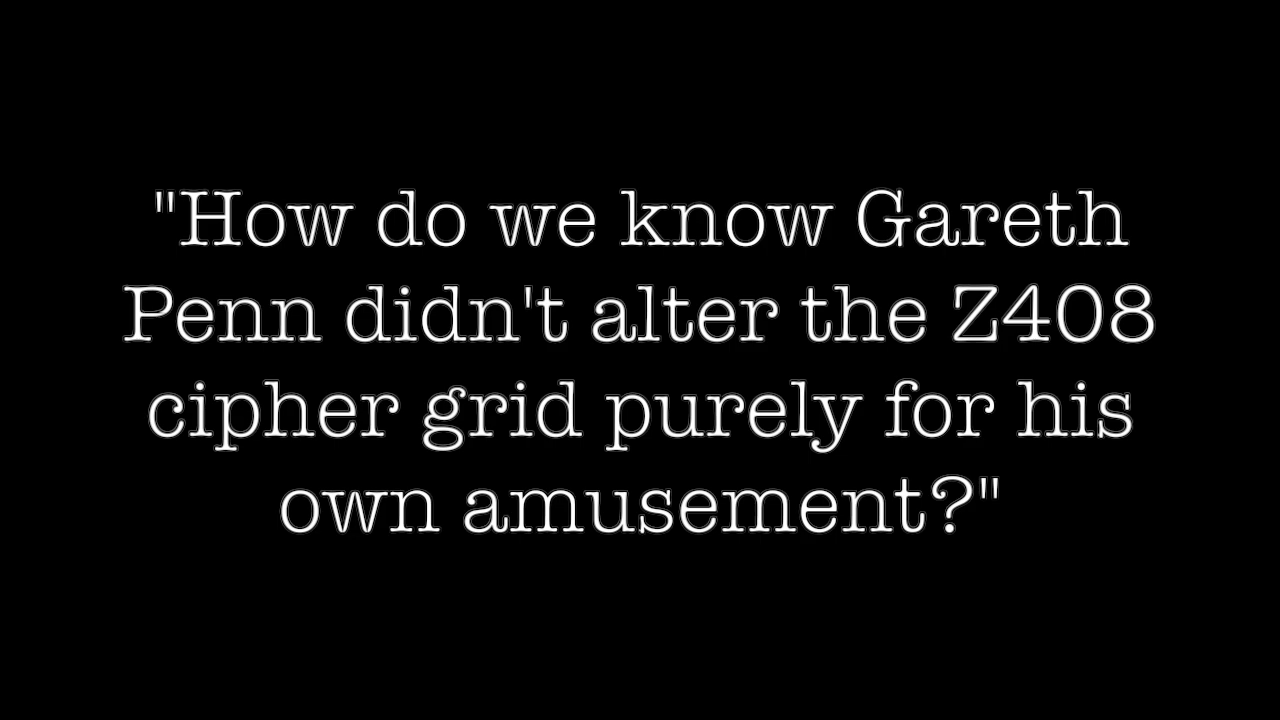 "How do we know Gareth
Penn didn't alter the Z408
cipher grid purely for his
own amusement?"